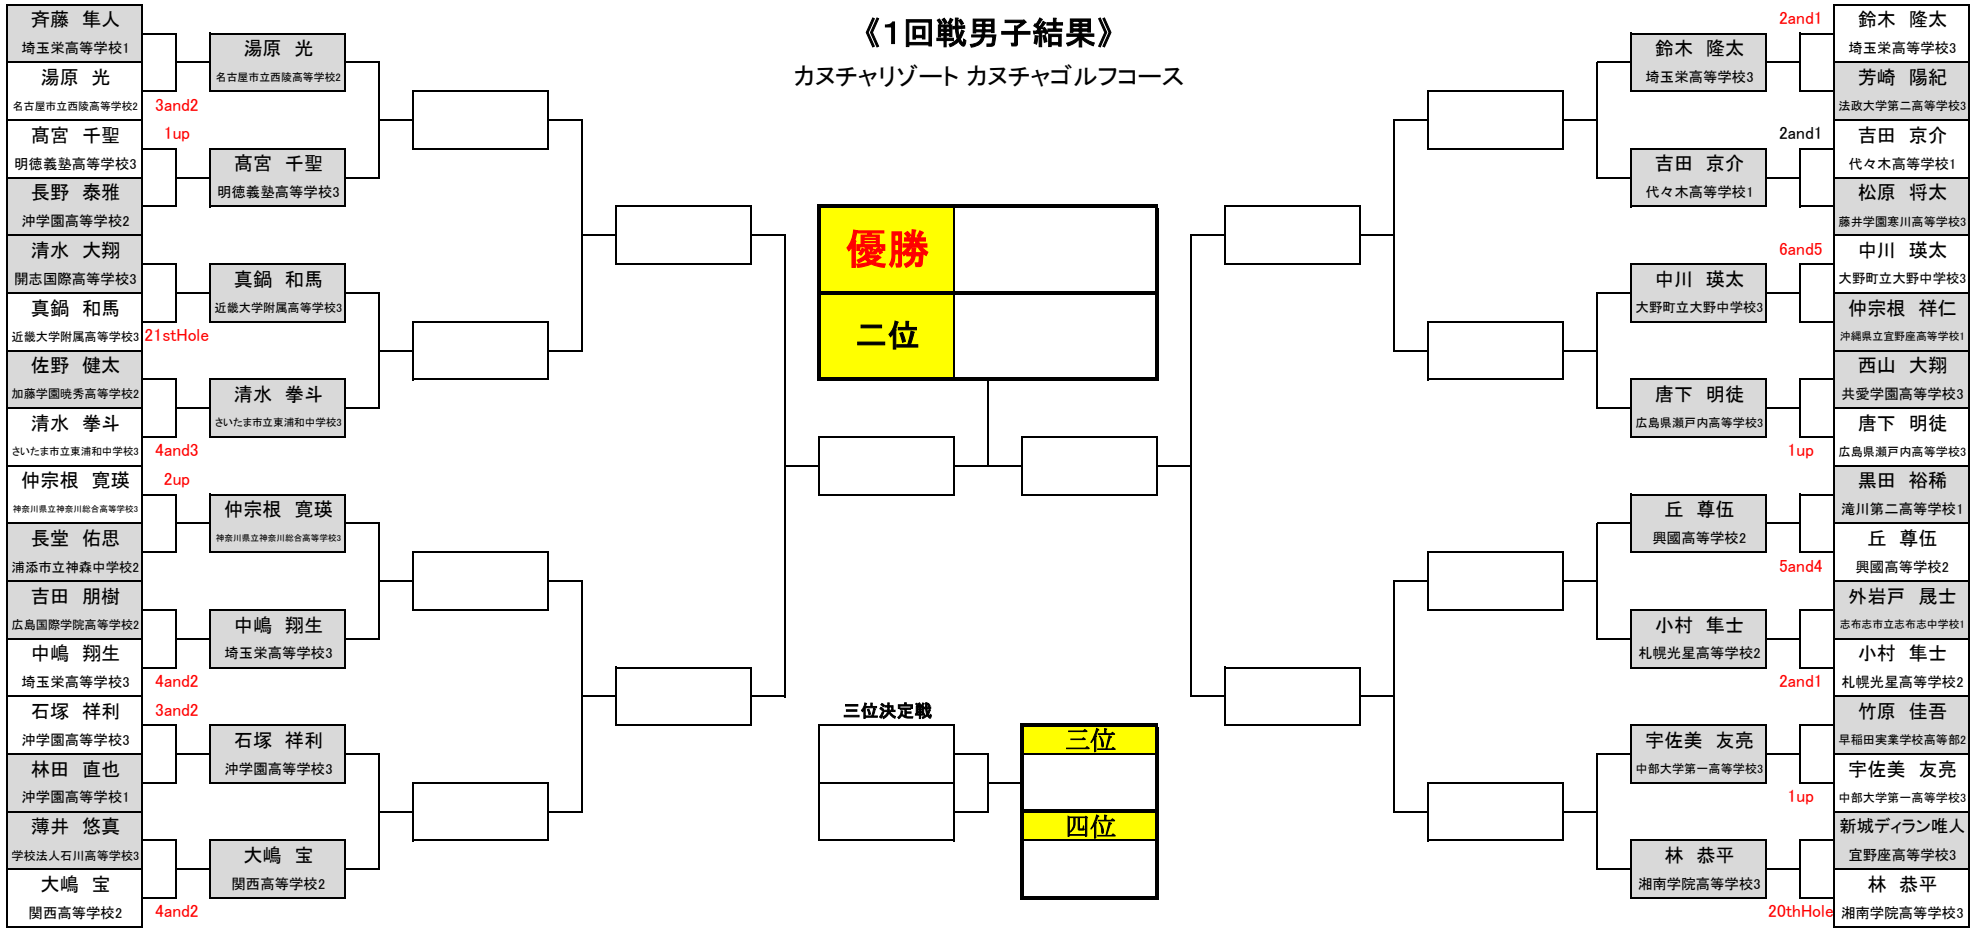 《1回戦男子結果》
カヌチャリゾート カヌチャゴルフコース
斉藤 隼人
埼玉栄高等学校1
湯原 光
名古屋市立西陵高等学校2
3and2
髙宮 千聖
明徳義塾高等学校3
1up
長野 泰雅
沖学園高等学校2
清水 大翔
開志国際高等学校3
真鍋 和馬
近畿大学附属高等学校3
21stHole
佐野 健太
加藤学園暁秀高等学校2
清水 拳斗
さいたま市立東浦和中学校3
4and3
仲宗根 寛瑛
神奈川県立神奈川総合高等学校3
2up
長堂 佑思
浦添市立神森中学校2
吉田 朋樹
広島国際学院高等学校2
中嶋 翔生
埼玉栄高等学校3
4and2
石塚 祥利
沖学園高等学校3
3and2
林田 直也
沖学園高等学校1
薄井 悠真
学校法人石川高等学校3
大嶋 宝
関西高等学校2
4and2
湯原 光
名古屋市立西陵高等学校2
髙宮 千聖
明徳義塾高等学校3
真鍋 和馬
近畿大学附属高等学校3
清水 拳斗
さいたま市立東浦和中学校3
仲宗根 寛瑛
神奈川県立神奈川総合高等学校3
中嶋 翔生
埼玉栄高等学校3
石塚 祥利
沖学園高等学校3
大嶋 宝
関西高等学校2
優勝
二位
三位決定戦
三位
四位
鈴木 隆太
埼玉栄高等学校3
吉田 京介
代々木高等学校1
中川 瑛太
大野町立大野中学校3
唐下 明徒
広島県瀬戸内高等学校3
丘 尊伍
興國高等学校2
小村 隼士
札幌光星高等学校2
宇佐美 友亮
中部大学第一高等学校3
林 恭平
湘南学院高等学校3
2and1
鈴木 隆太
埼玉栄高等学校3
芳崎 陽紀
法政大学第二高等学校3
2and1
吉田 京介
代々木高等学校1
松原 将太
藤井学園寒川高等学校3
6and5
中川 瑛太
大野町立大野中学校3
仲宗根 祥仁
沖縄県立宜野座高等学校1
西山 大翔
共愛学園高等学校3
唐下 明徒
広島県瀬戸内高等学校3
1up
黒田 裕稀
滝川第二高等学校1
丘 尊伍
興國高等学校2
5and4
外岩戸 晟士
志布志市立志布志中学校1
小村 隼士
札幌光星高等学校2
2and1
竹原 佳吾
早稲田実業学校高等部2
宇佐美 友亮
中部大学第一高等学校3
1up
新城ディラン唯人
宜野座高等学校3
林 恭平
湘南学院高等学校3
20thHole